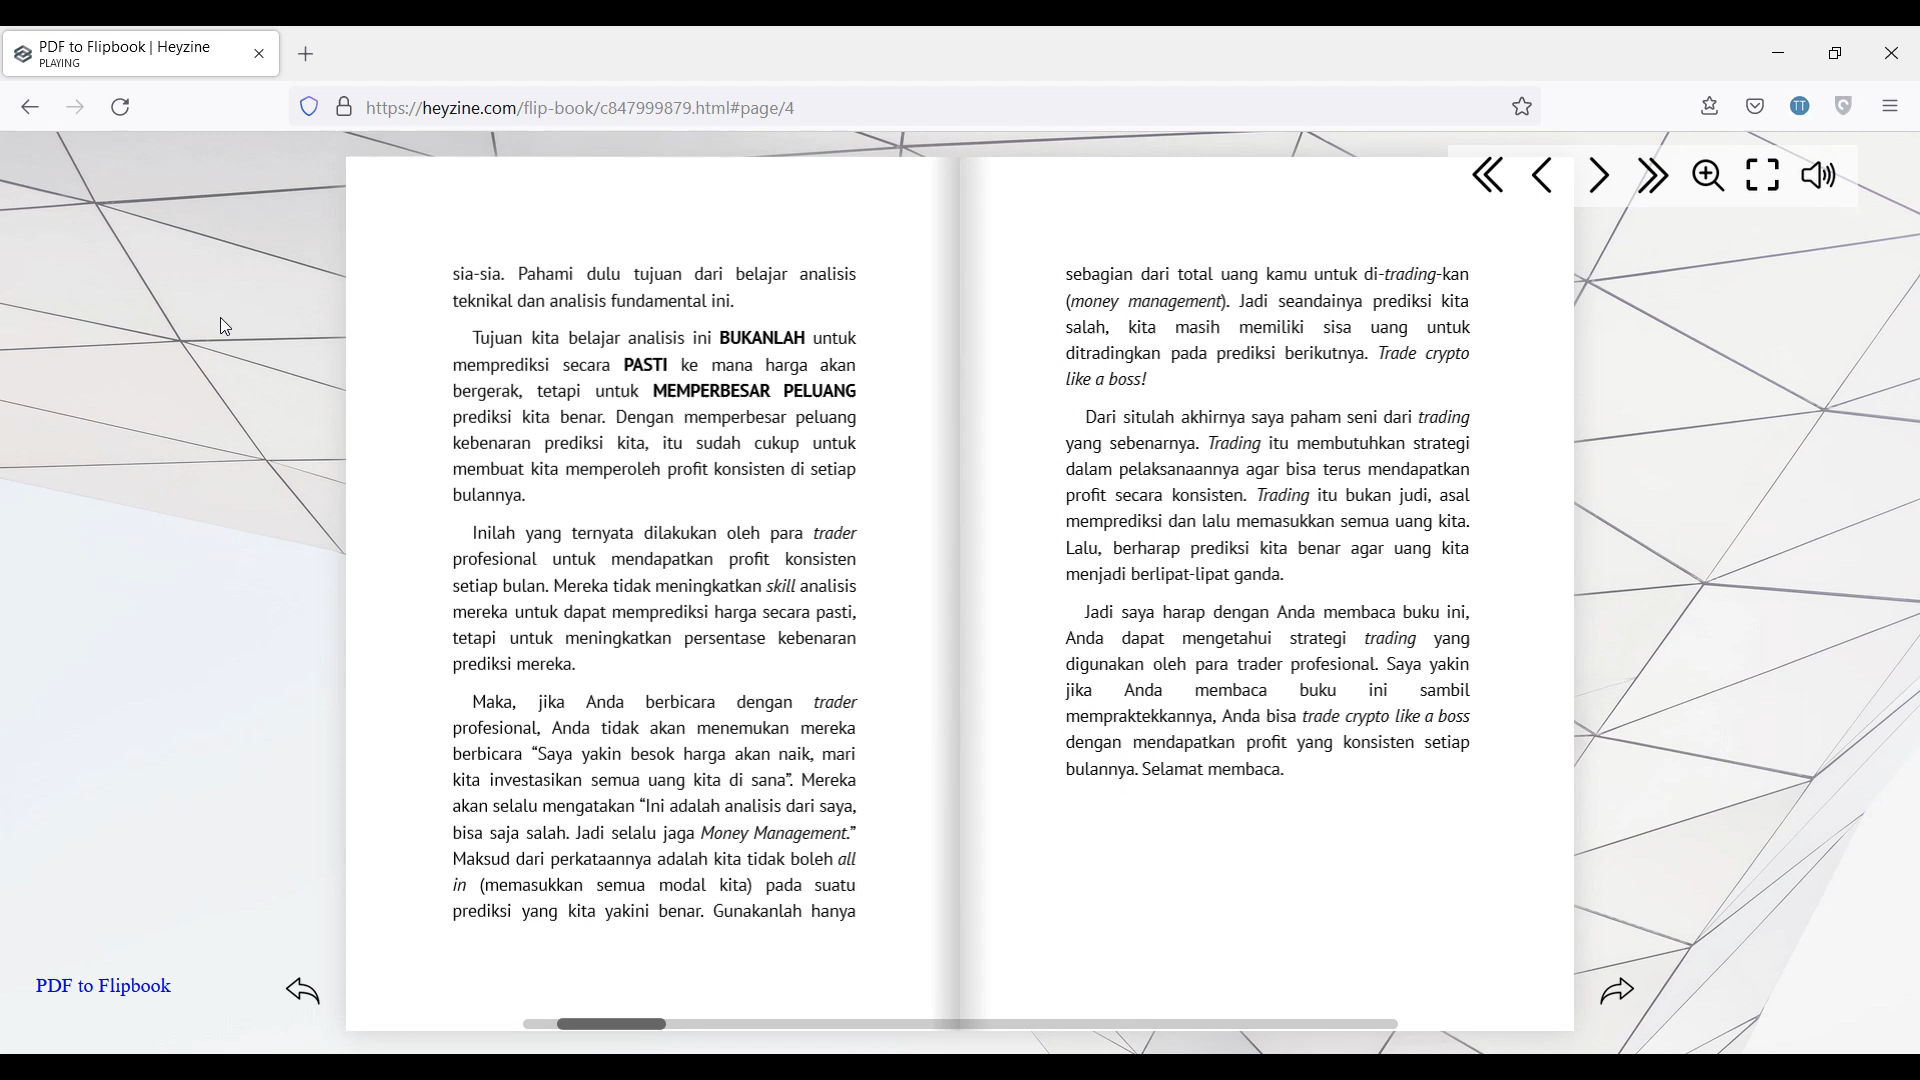 PDF to Flipbook | Heyzine
PLAYING
https://heyzine.com/flip-book/c847999879.html#page/4
TT
sia-sia. Pahami dulu tujuan dari belajar analisis
teknikal dan analisis fundamental ini.
Tujuan kita belajar analisis ini BUKANLAH untuk
memprediksi secara PASTI ke mana harga akan
bergerak, tetapi untuk MEMPERBESAR PELUANG
prediksi kita benar. Dengan memperbesar peluang
kebenaran prediksi kita, itu sudah cukup untuk
membuat kita memperoleh profit konsisten di setiap
bulannya.
Inilah yang ternyata dilakukan oleh para trader
profesional untuk mendapatkan profit konsisten
setiap bulan. Mereka tidak meningkatkan skill analisis
mereka untuk dapat memprediksi harga secara pasti,
tetapi untuk meningkatkan persentase kebenaran
prediksi mereka.
Maka, jika Anda berbicara dengan trader
profesional, Anda tidak akan menemukan mereka
berbicara “Saya yakin besok harga akan naik, mari
kita investasikan semua uang kita di sana”. Mereka
akan selalu mengatakan “Ini adalah analisis dari saya,
bisa saja salah. Jadi selalu jaga Money Management.”
Maksud dari perkataannya adalah kita tidak boleh all
in (memasukkan semua modal kita) pada suatu
prediksi yang kita yakini benar. Gunakanlah hanya
sebagian dari total uang kamu untuk di-trading-kan
(money management). Jadi seandainya prediksi kita
salah, kita masih memiliki sisa uang untuk
ditradingkan pada prediksi berikutnya. Trade crypto
like a boss!
Dari situlah akhirnya saya paham seni dari trading
yang sebenarnya. Trading itu membutuhkan strategi
dalam pelaksanaannya agar bisa terus mendapatkan
profit secara konsisten. Trading itu bukan judi, asal
memprediksi dan lalu memasukkan semua uang kita.
Lalu, berharap prediksi kita benar agar uang kita
menjadi berlipat-lipat ganda.
Jadi saya harap dengan Anda membaca buku ini,
Anda dapat mengetahui strategi trading yang
digunakan oleh para trader profesional. Saya yakin
jika Anda membaca buku ini sambil
mempraktekkannya, Anda bisa trade crypto like a boss
dengan mendapatkan profit yang konsisten setiap
bulannya. Selamat membaca.
PDF to Flipbook